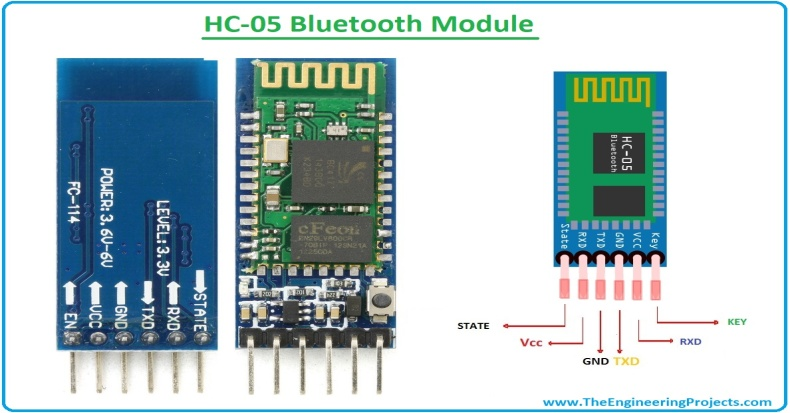 HC-05 Bluetooth Module
FC-114
POWER:3.6V-6V
LEVEL:3.3V
EN
VCC
GND
TXD
RXD
STATE
cFeon
HC-05
Bluetooth
State
RXD
TXD
GND
VCC
Key
STATE
Vcc
GND
TXD
RXD
KEY
www.TheEngineeringProjects.com